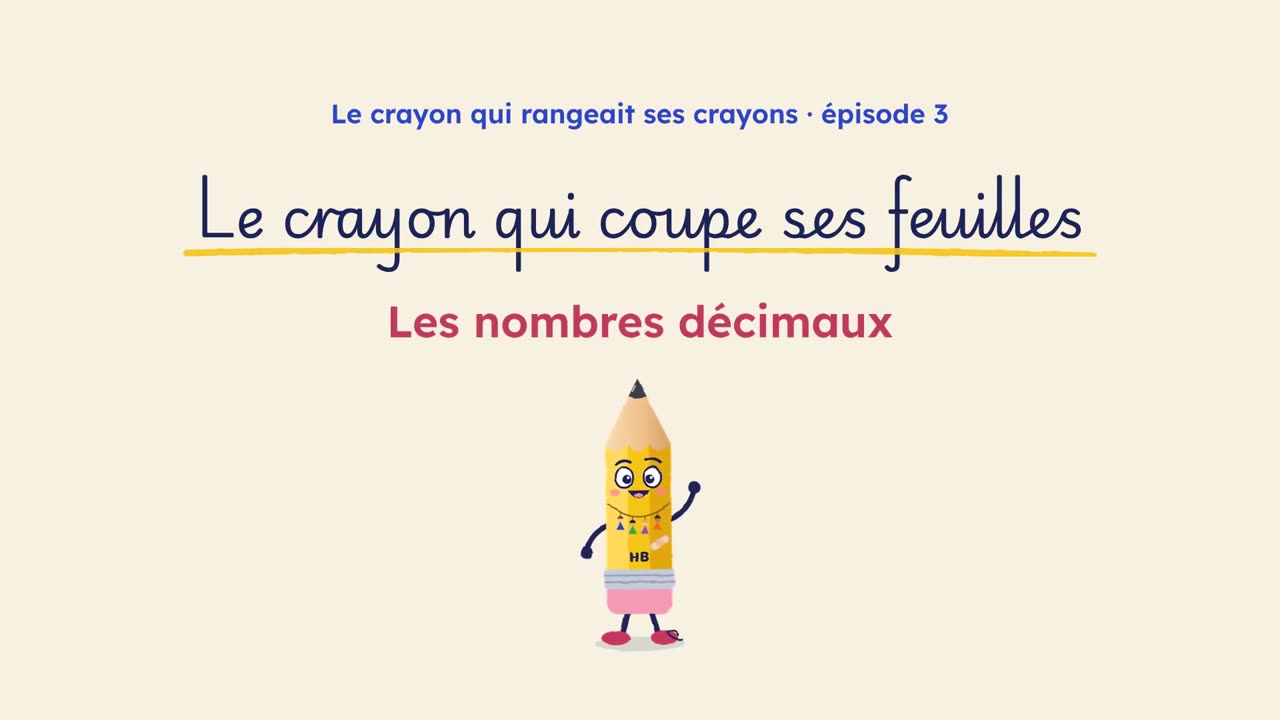 Le crayon qui rangeait ses crayons · épisode 3
Le crayon qui coupe ses feuilles
Les nombres décimaux
HB